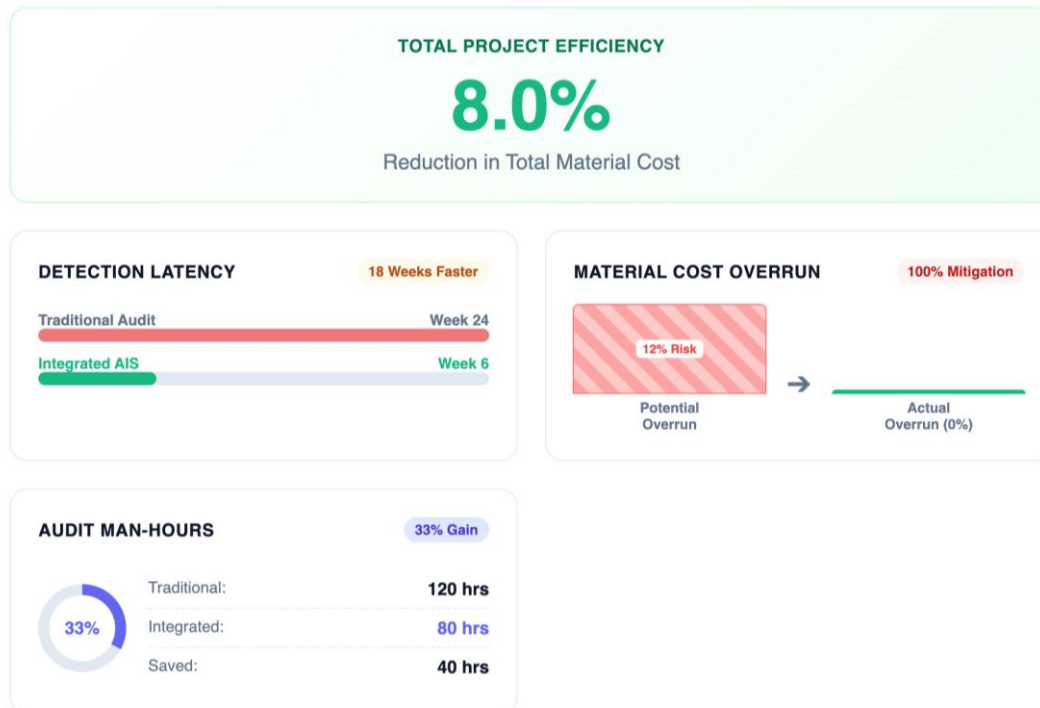 TOTAL PROJECT EFFICIENCY
8.0%
Reduction in Total Material Cost
DETECTION LATENCY
18 Weeks Faster
Traditional Audit
Week 24
Integrated AIS
Week 6
MATERIAL COST OVERRUN
100% Mitigation
12% Risk
➔
Potential
Overrun
Actual
Overrun (0%)
AUDIT MAN-HOURS
33% Gain
33%
Traditional:
120 hrs
Integrated:
80 hrs
Saved:
40 hrs